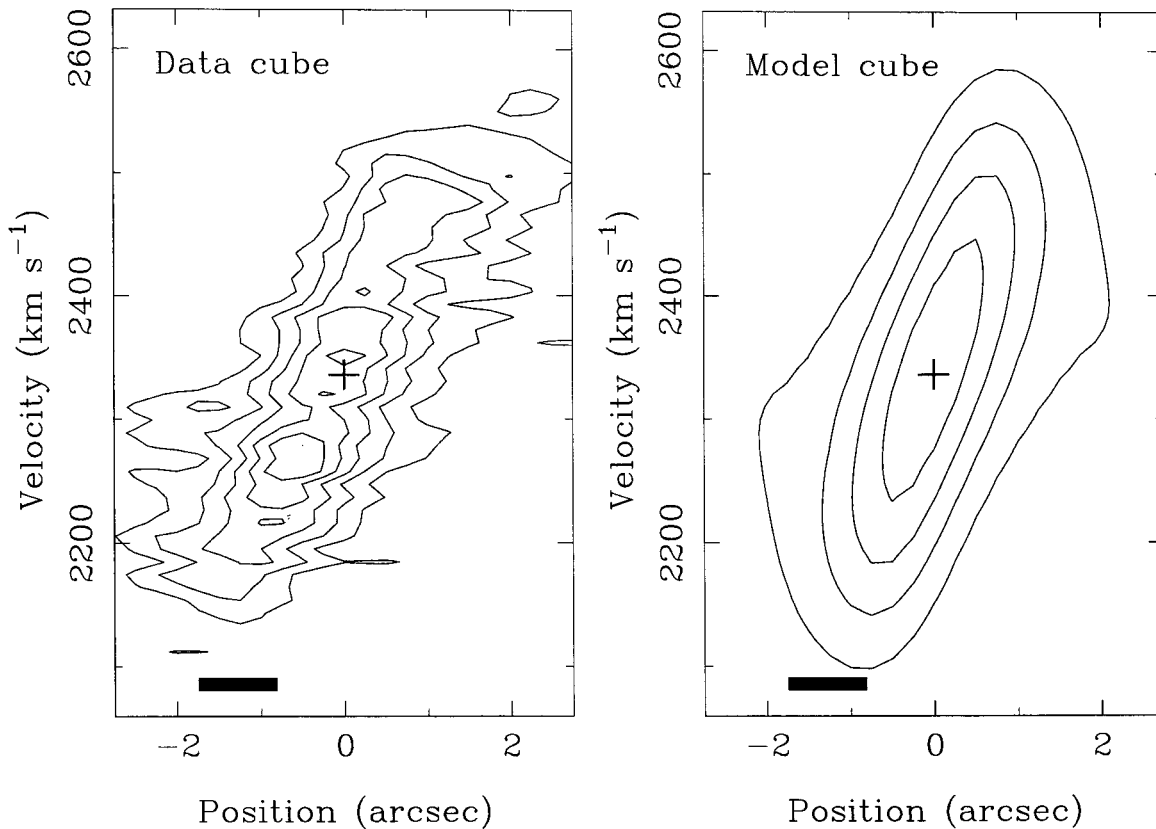 Data cube
2600
2400
2200
Velocity (km s⁻¹)
−2 0 2
Position (arcsec)
Model cube
2600
2400
2200
Velocity (km s⁻¹)
−2 0 2
Position (arcsec)